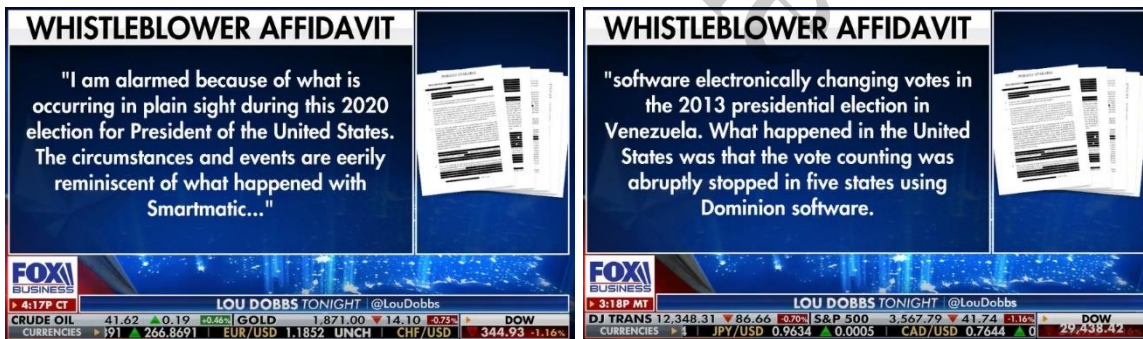 WHISTLEBLOWER AFFIDAVIT
"I am alarmed because of what is
occurring in plain sight during this 2020
election for President of the United States.
The circumstances and events are eerily
reminiscent of what happened with
Smartmatic..."
FOX
BUSINESS
4:17P CT
LOU DOBBS TONIGHT | @LouDobbs
CRUDE OIL 41.62 ▲ 0.19 +0.46% GOLD 1,871.00 ▼ 14.10 -0.75% DOW
CURRENCIES 391 ▲ 266.8691 EUR/USD 1.1852 UNCH CHF/USD 344.93 -1.16%
WHISTLEBLOWER AFFIDAVIT
"software electronically changing votes in
the 2013 presidential election in
Venezuela. What happened in the United
States was that the vote counting was
abruptly stopped in five states using
Dominion software.
FOX
BUSINESS
3:18P MT
LOU DOBBS TONIGHT | @LouDobbs
DJ TRANS 12,348.31 ▼ 86.66 -0.70% S&P 500 3,567.79 ▼ 41.74 -1.16% DOW
CURRENCIES JPY/USD 0.9634 ▲ 0.0005 CAD/USD 0.7644 ▲ 29,438.42